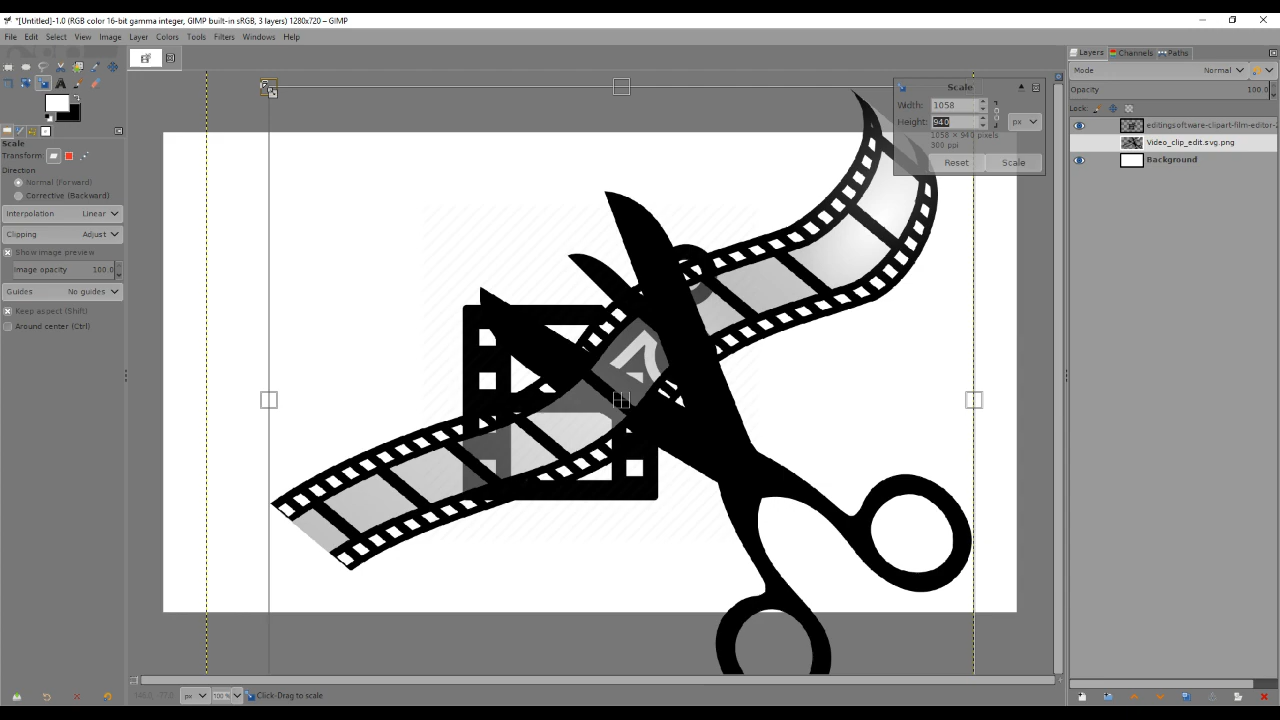 *[Untitled]-1.0 (RGB color 16-bit gamma integer, GIMP built-in sRGB, 3 layers) 1280x720 – GIMP
File Edit Select View Image Layer Colors Tools Filters Windows Help
Layers Channels Paths
Mode Normal
Opacity 100.0
Lock:
editingsoftware-clipart-film-editor-
Video_clip_edit.svg.png
Background
Scale
Width: 1058
Height: 940
px
1058 × 940 pixels
300 ppi
Reset Scale
Scale
Transform
Direction
Normal (Forward)
Corrective (Backward)
Interpolation Linear
Clipping Adjust
Show image preview
Image opacity 100.0
Guides No guides
Keep aspect (Shift)
Around center (Ctrl)
px 100 % Click-Drag to scale